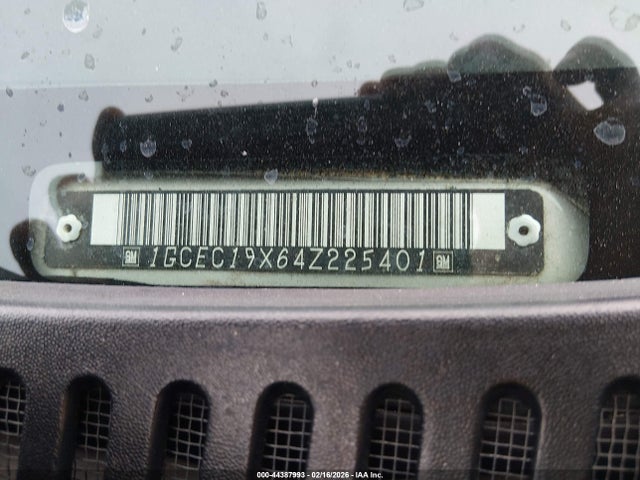 GM 1GCEC19X64Z225401 GM
000-44387993 - 02/16/2026 - IAA Inc.